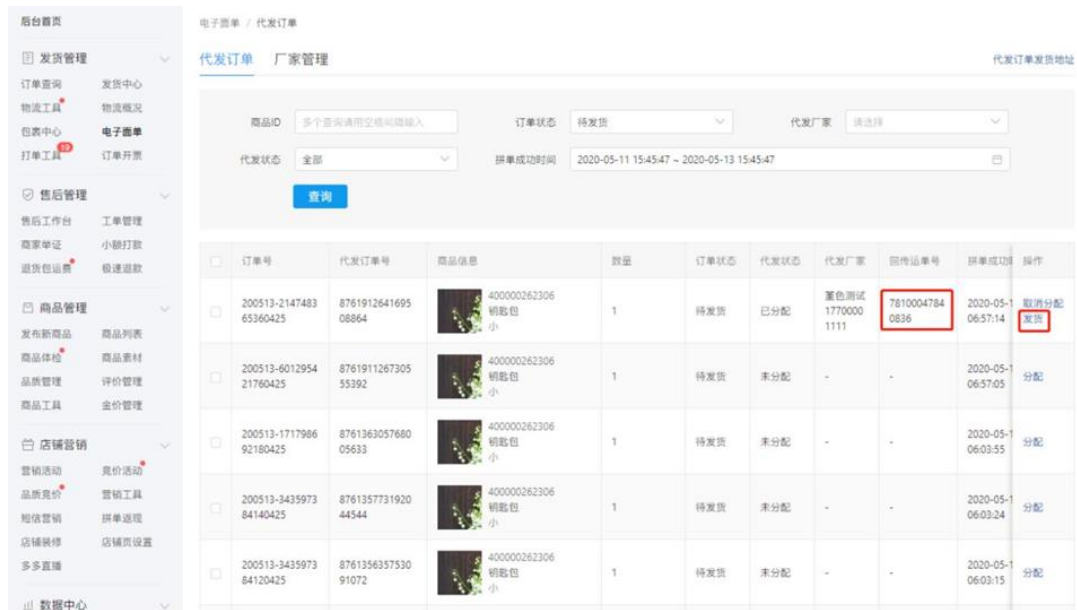 后台首页
电子面单 / 代发订单
发货管理
订单查询 发货中心
物流工具 物流概况
包裹中心 电子面单
打单工具 19 订单开票
售后管理
售后工作台 工单管理
商家举证 小额打款
退货包运费 极速退款
商品管理
发布新商品 商品列表
商品体检 商品素材
品质管理 评价管理
商品工具 金价管理
店铺营销
营销活动 竞价活动
品质竞价 营销工具
短信营销 拼单返现
店铺装修 店铺页设置
多多直播
数据中心
代发订单 厂家管理 代发订单发货地址
商品ID 多个查询请用空格间隔输入 订单状态 待发货 代发厂家 请选择
代发状态 全部 拼单成功时间 2020-05-11 15:45:47 ~ 2020-05-13 15:45:47
查询
订单号 代发订单号 商品信息 数量 订单状态 代发状态 代发厂家 回传运单号 拼单成功时 操作
200513-2147483 8761912641695 400000262306 1 待发货 已分配 堇色测试 7810004784 2020-05-1 取消分配
65360425 08864 钥匙包 1770000 0836 06:57:14 发货
小 1111
200513-6012954 8761911267305 400000262306 1 待发货 未分配 - - 2020-05-1 分配
21760425 55392 钥匙包 06:57:05
小
200513-1717986 8761363057680 400000262306 1 待发货 未分配 - - 2020-05-1 分配
92180425 05633 钥匙包 06:03:55
小
200513-3435973 8761357731920 400000262306 1 待发货 未分配 - - 2020-05-1 分配
84140425 44544 钥匙包 06:03:24
小
200513-3435973 8761356357530 400000262306 1 待发货 未分配 - - 2020-05-1 分配
84120425 91072 钥匙包 06:03:15
小